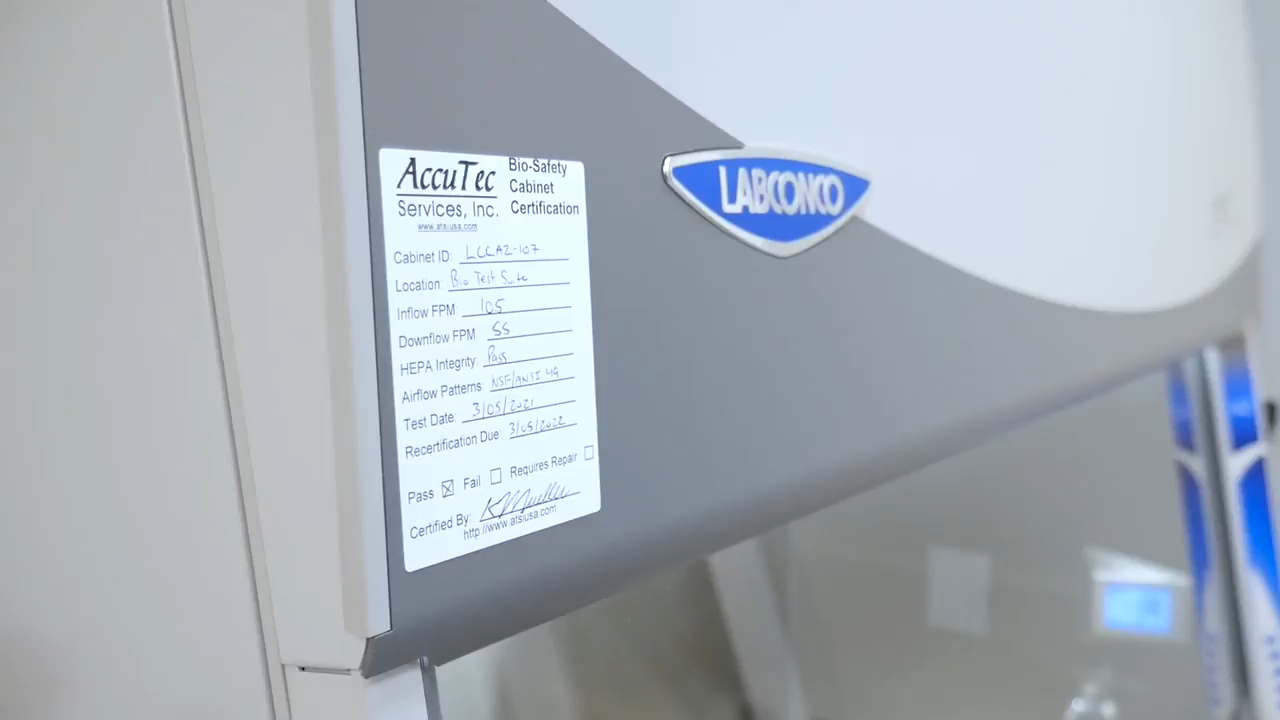 AccuTec
Services, Inc.
www.atsiusa.com
Bio-Safety
Cabinet
Certification
Cabinet ID: LCCA2-107
Location: Bio Test Suite
Inflow FPM: 105
Downflow FPM: 55
HEPA Integrity: Pass
Airflow Patterns: NSF/ANSI 49
Test Date: 3/05/2021
Recertification Due: 3/05/2022
Pass ☒ Fail ☐ Requires Repair ☐
Certified By: K Mueller
http://www.atsiusa.com
LABCONCO